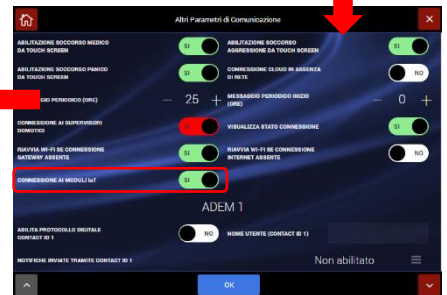 Altri Parametri di Comunicazione
ABILITAZIONE SOCCORSO MEDICO
DA TOUCH SCREEN
SI
ABILITAZIONE SOCCORSO
AGGRESSIONE DA TOUCH SCREEN
SI
ABILITAZIONE SOCCORSO PANICO
DA TOUCH SCREEN
SI
CONNESSIONE CLOUD IN ASSENZA
DI RETE
NO
PERIODICO (ORE)
− 25 +
MESSAGGIO PERIODICO INIZIO
(ORE)
− 0 +
CONNESSIONE AI SUPERVISORI
DOMOTICI
SI
VISUALIZZA STATO CONNESSIONE
SI
RIAVVIA WI-FI SE CONNESSIONE
GATEWAY ASSENTE
SI
RIAVVIA WI-FI SE CONNESSIONE
INTERNET ASSENTE
NO
CONNESSIONE AI MODULI IoT
SI
ADEM 1
ABILITA PROTOCOLLO DIGITALE
CONTACT ID 1
NO
NOME UTENTE (CONTACT ID 1)
NOTIFICHE INVIATE TRAMITE CONTACT ID 1
Non abilitato
OK